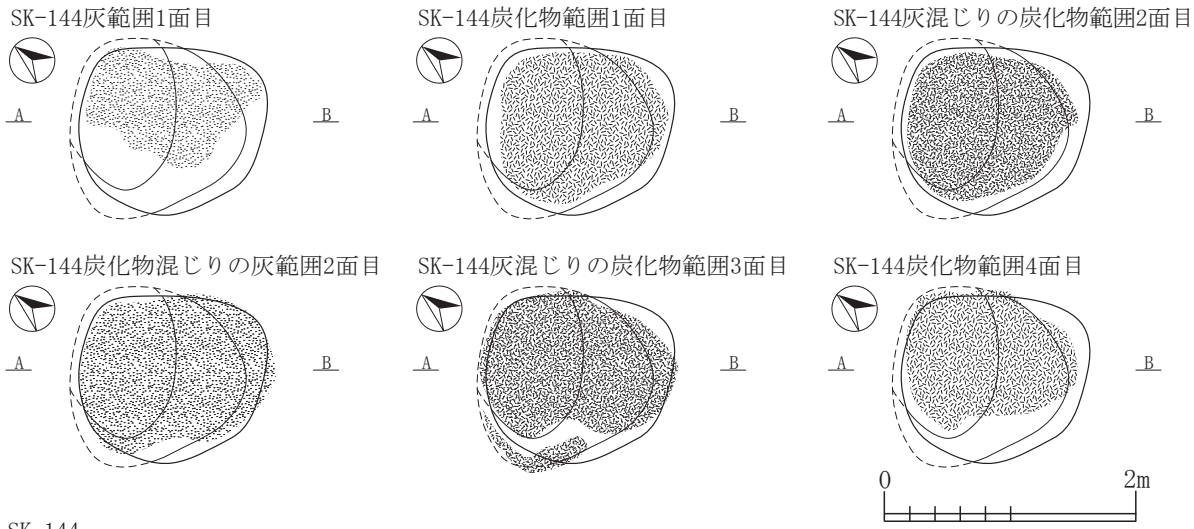 SK-144灰範囲1面目
SK-144炭化物範囲1面目
SK-144灰混じりの炭化物範囲2面目
A B
A B
A B
SK-144炭化物混じりの灰範囲2面目
SK-144灰混じりの炭化物範囲3面目
SK-144炭化物範囲4面目
A B
A B
A B
0 2m
SK-144